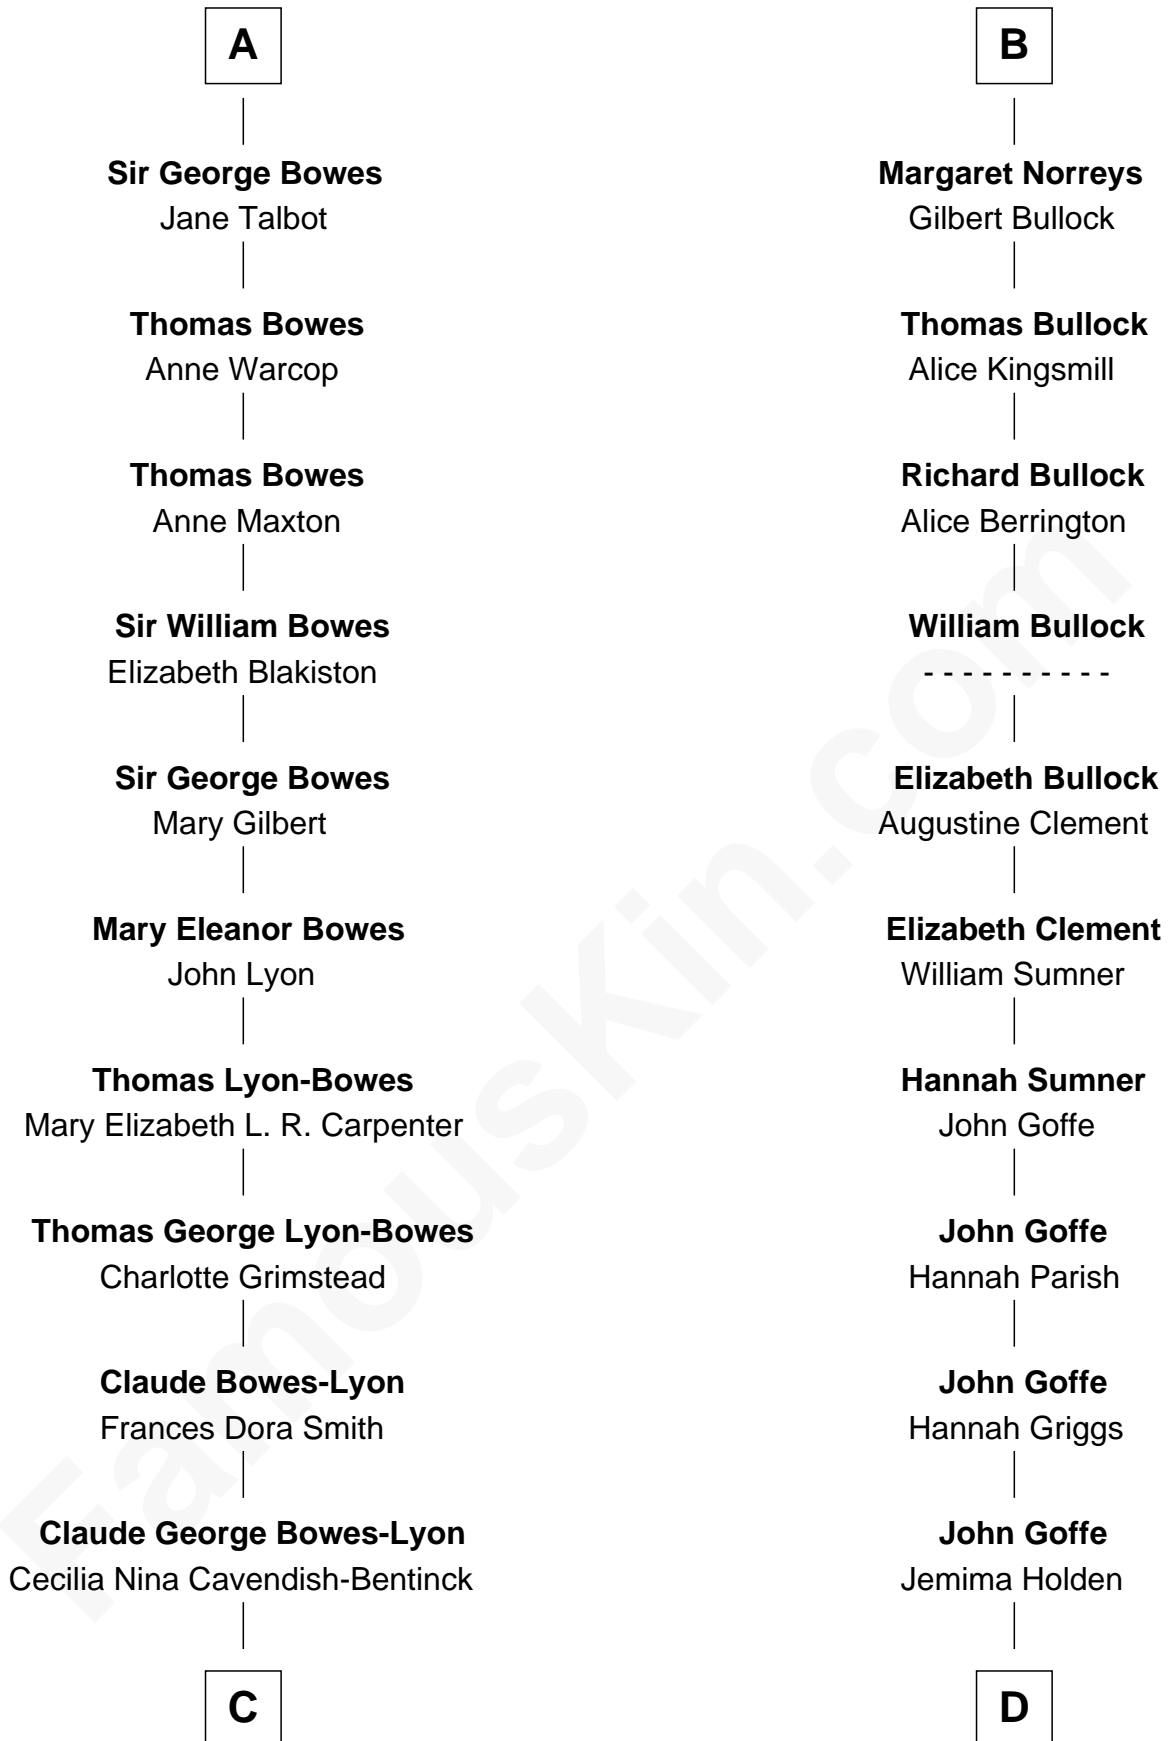 A
Sir George Bowes
Jane Talbot
Thomas Bowes
Anne Warcop
Thomas Bowes
Anne Maxton
Sir William Bowes
Elizabeth Blakiston
Sir George Bowes
Mary Gilbert
Mary Eleanor Bowes
John Lyon
Thomas Lyon-Bowes
Mary Elizabeth L. R. Carpenter
Thomas George Lyon-Bowes
Charlotte Grimstead
Claude Bowes-Lyon
Frances Dora Smith
Claude George Bowes-Lyon
Cecilia Nina Cavendish-Bentinck
C
B
Margaret Norreys
Gilbert Bullock
Thomas Bullock
Alice Kingsmill
Richard Bullock
Alice Berrington
William Bullock
- - - - - - - - - -
Elizabeth Bullock
Augustine Clement
Elizabeth Clement
William Sumner
Hannah Sumner
John Goffe
John Goffe
Hannah Parish
John Goffe
Hannah Griggs
John Goffe
Jemima Holden
D
FamousKin.com